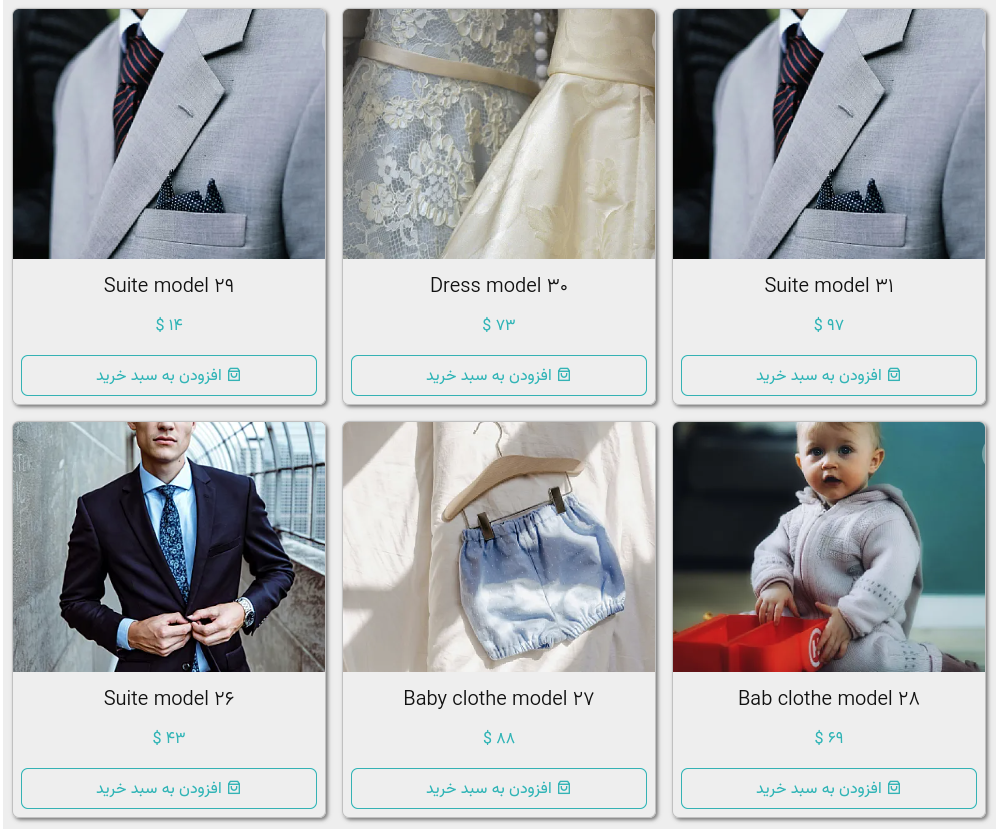 Suite model ۲۹
$ ۱۴
افزودن به سبد خرید
Dress model ۳۰
$ ۷۳
افزودن به سبد خرید
Suite model ۳۱
$ ۹۷
افزودن به سبد خرید
Suite model ۲۶
$ ۴۳
افزودن به سبد خرید
Baby clothe model ۲۷
$ ۸۸
افزودن به سبد خرید
Bab clothe model ۲۸
$ ۶۹
افزودن به سبد خرید